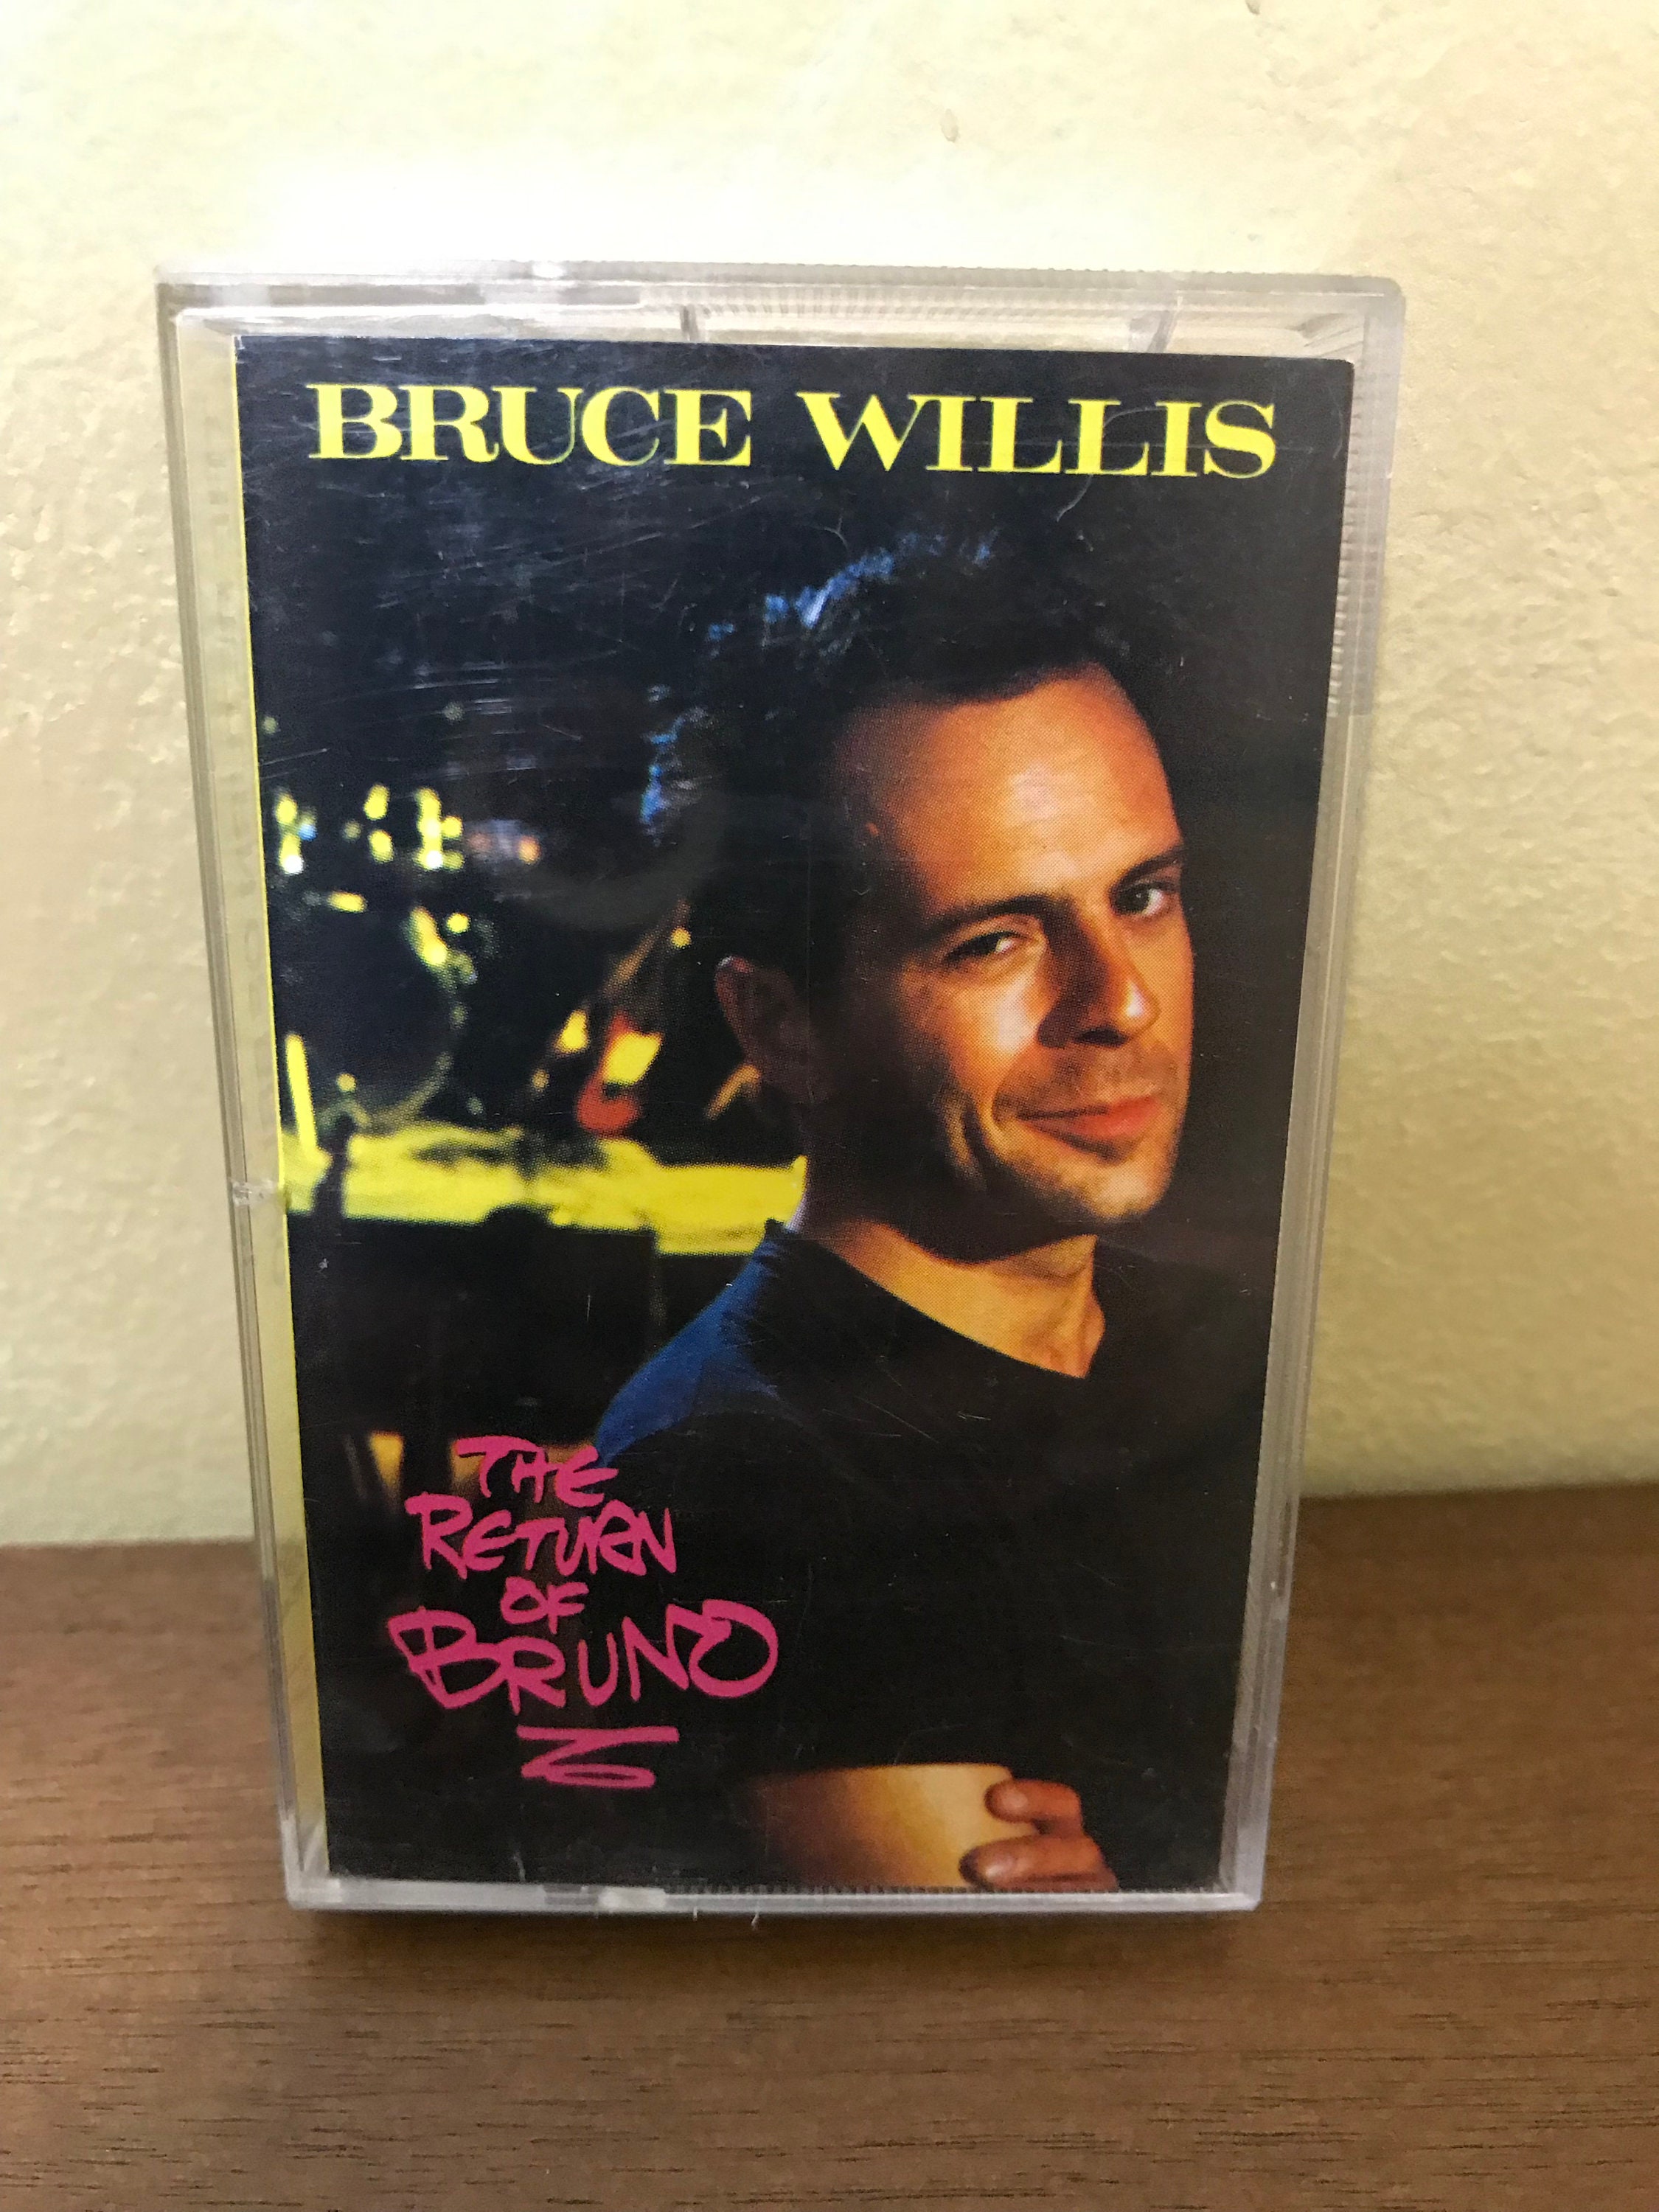 BRUCE WILLIS
THE
RETURN
OF
BRUNO